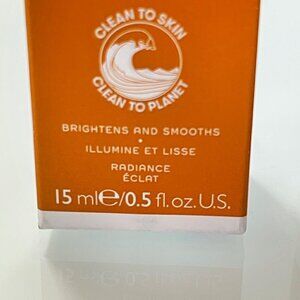 CLEAN TO SKIN
CLEAN TO PLANET
BRIGHTENS AND SMOOTHS
•
ILLUMINE ET LISSE
RADIANCE
ÉCLAT
15 ml℮/0.5 fl.oz.U.S.